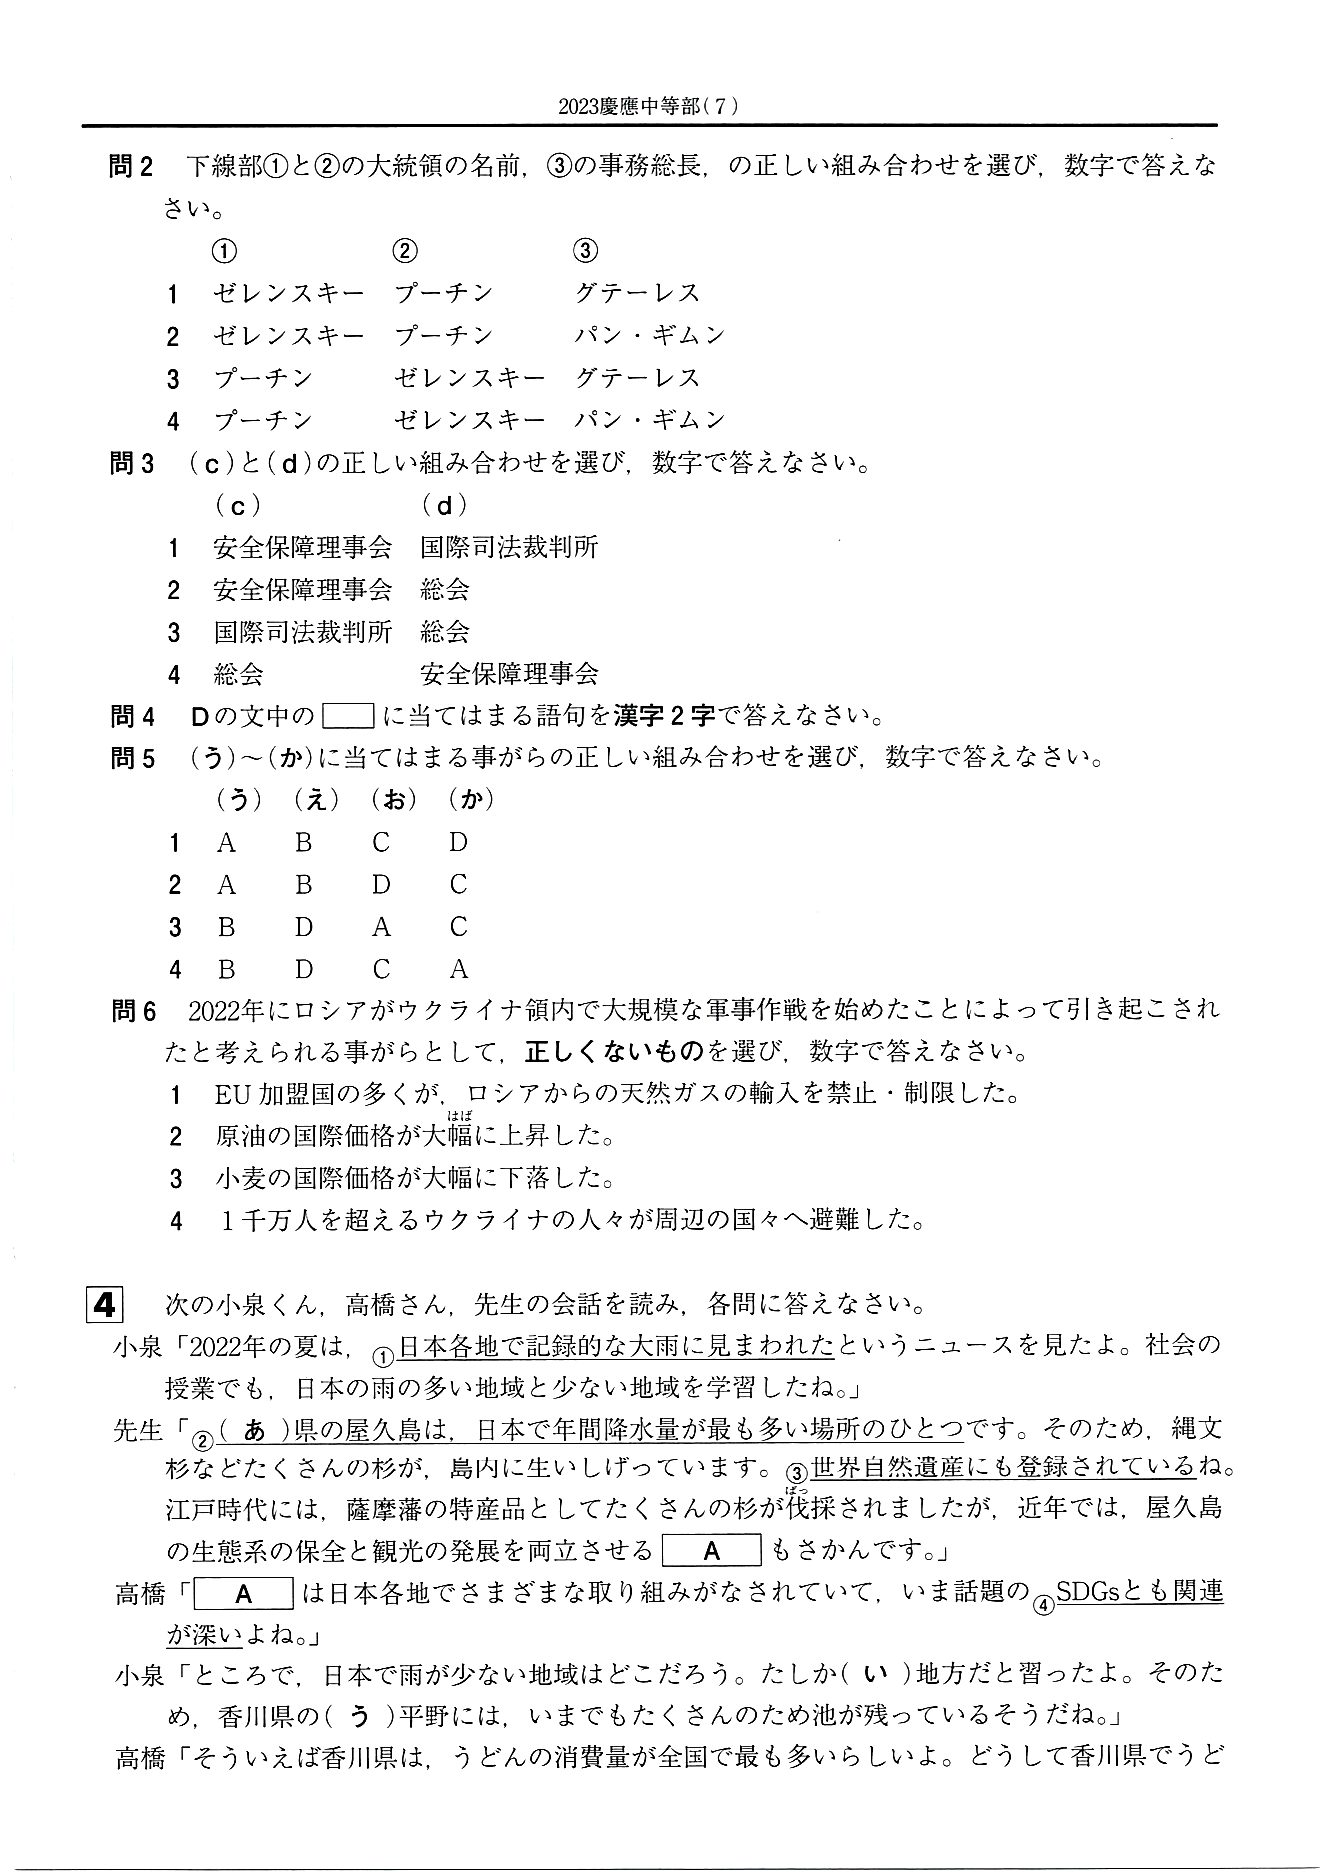 2023慶應中等部(7)
問2 下線部①と②の大統領の名前，③の事務総長，の正しい組み合わせを選び，数字で答えな
さい。
① ② ③
1 ゼレンスキー プーチン グテーレス
2 ゼレンスキー プーチン パン・ギムン
3 プーチン ゼレンスキー グテーレス
4 プーチン ゼレンスキー パン・ギムン
問3 (c)と(d)の正しい組み合わせを選び，数字で答えなさい。
(c) (d)
1 安全保障理事会 国際司法裁判所
2 安全保障理事会 総会
3 国際司法裁判所 総会
4 総会 安全保障理事会
問4 Dの文中の に当てはまる語句を漢字2字で答えなさい。
問5 (う)～(か)に当てはまる事がらの正しい組み合わせを選び，数字で答えなさい。
(う) (え) (お) (か)
1 A B C D
2 A B D C
3 B D A C
4 B D C A
問6 2022年にロシアがウクライナ領内で大規模な軍事作戦を始めたことによって引き起こされ
たと考えられる事がらとして，正しくないものを選び，数字で答えなさい。
1 EU加盟国の多くが，ロシアからの天然ガスの輸入を禁止・制限した。
はば
2 原油の国際価格が大幅に上昇した。
3 小麦の国際価格が大幅に下落した。
4 1千万人を超えるウクライナの人々が周辺の国々へ避難した。
4 次の小泉くん，高橋さん，先生の会話を読み，各問に答えなさい。
小泉「2022年の夏は，①日本各地で記録的な大雨に見まわれたというニュースを見たよ。社会の
授業でも，日本の雨の多い地域と少ない地域を学習したね。」
先生「②(あ)県の屋久島は，日本で年間降水量が最も多い場所のひとつです。そのため，縄文
杉などたくさんの杉が，島内に生いしげっています。③世界自然遺産にも登録されているね。
ばっ
江戸時代には，薩摩藩の特産品としてたくさんの杉が伐採されましたが，近年では，屋久島
の生態系の保全と観光の発展を両立させる A もさかんです。」
高橋「 A は日本各地でさまざまな取り組みがなされていて，いま話題の④SDGsとも関連
が深いよね。」
小泉「ところで，日本で雨が少ない地域はどこだろう。たしか(い)地方だと習ったよ。そのた
め，香川県の(う)平野には，いまでもたくさんのため池が残っているそうだね。」
高橋「そういえば香川県は，うどんの消費量が全国で最も多いらしいよ。どうして香川県でうど